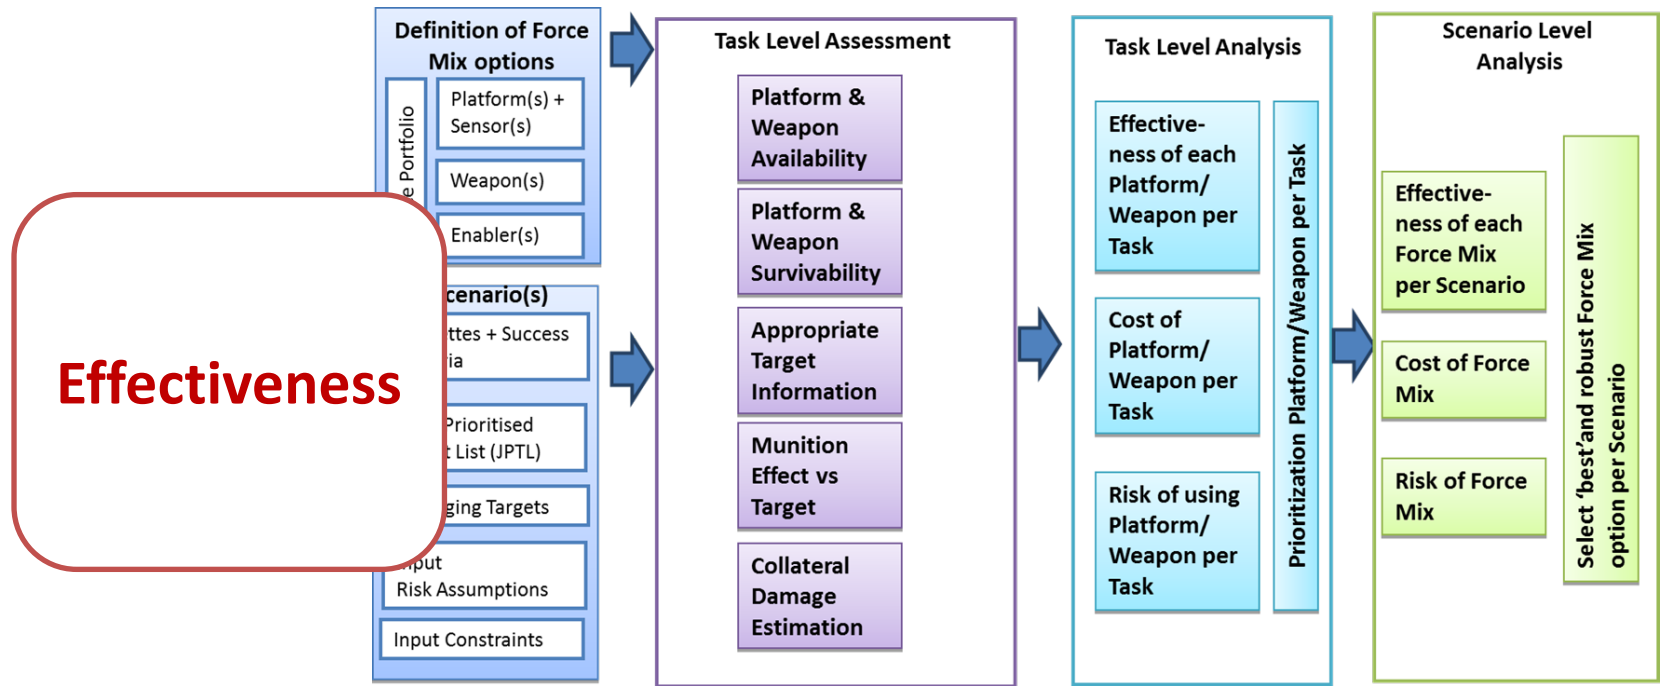 Definition of Force
Mix options
Portfolio
Platform(s) +
Sensor(s)
Weapon(s)
Enabler(s)
Effectiveness
+ Success
Prioritised
List (JPTL)
Targets
Risk Assumptions
Input Constraints
Task Level Assessment
Platform &
Weapon
Availability
Platform &
Weapon
Survivability
Appropriate
Target
Information
Munition
Effect vs
Target
Collateral
Damage
Estimation
Task Level Analysis
Effective-
ness of each
Platform/
Weapon per
Task
Cost of
Platform/
Weapon per
Task
Risk of using
Platform/
Weapon per
Task
Prioritization Platform/Weapon per Task
Scenario Level
Analysis
Effective-
ness of each
Force Mix
per Scenario
Cost of Force
Mix
Risk of Force
Mix
Select ‘best’and robust Force Mix
option per Scenario